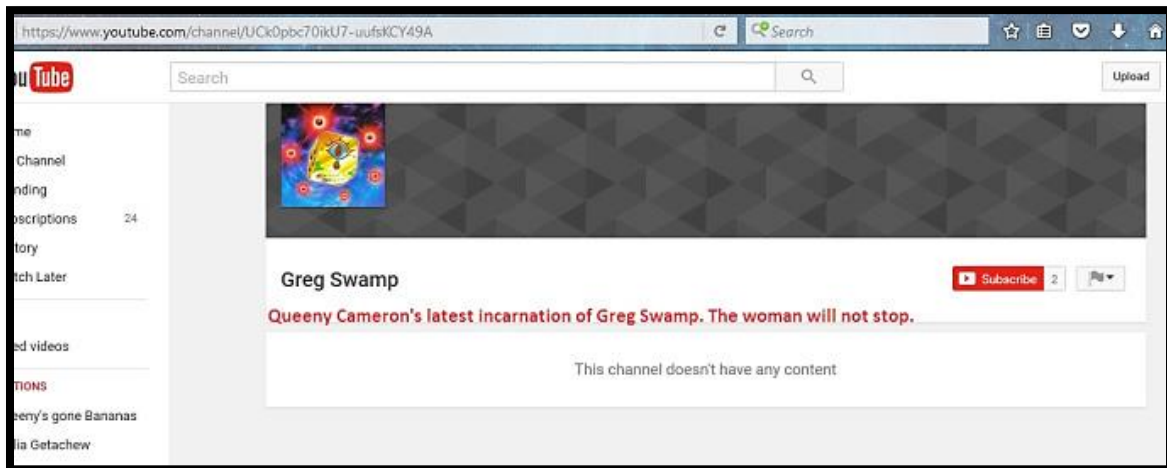 https://www.youtube.com/channel/UCk0pbc70ikU7-uufsKCY49A
Search
ou Tube
Search
Upload
me
Channel
nding
bscriptions 24
tory
tch Later
ed videos
TIONS
eeny's gone Bananas
lia Getachew
Greg Swamp
Subscribe 2
Queeny Cameron's latest incarnation of Greg Swamp. The woman will not stop.
This channel doesn't have any content